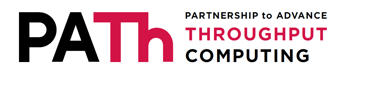 PATh
PARTNERSHIP to ADVANCE
THROUGHPUT
COMPUTING